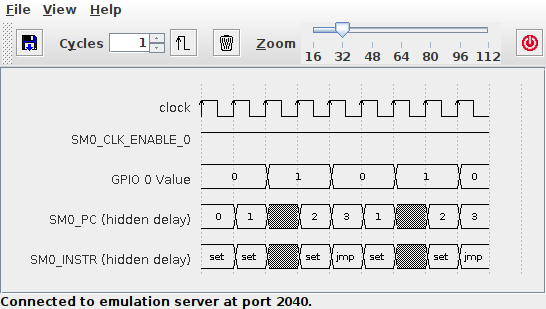 File View Help
Cycles 1 Zoom
16 32 48 64 80 96 112
clock
SM0_CLK_ENABLE_0
GPIO 0 Value 0 1 0 1 0
SM0_PC (hidden delay) 0 1 2 3 1 2 3
SM0_INSTR (hidden delay) set set set jmp set set jmp
Connected to emulation server at port 2040.